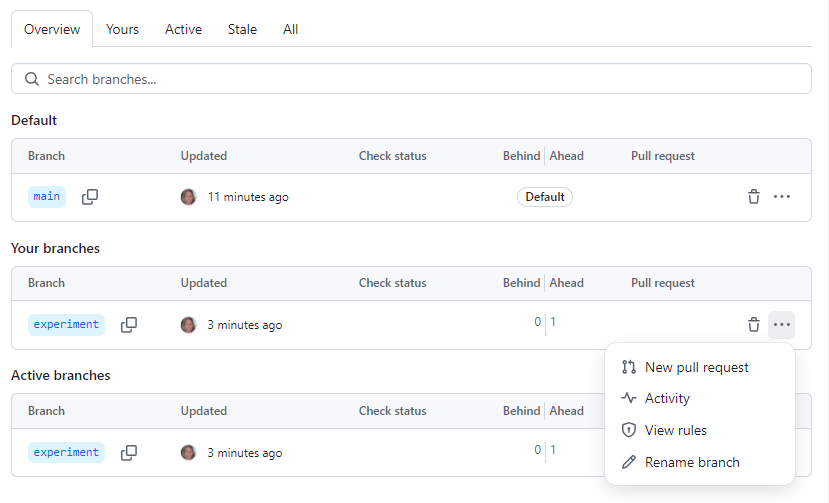 Overview Yours Active Stale All
Search branches...
Default
Branch Updated Check status Behind Ahead Pull request
main 11 minutes ago Default
Your branches
Branch Updated Check status Behind Ahead Pull request
experiment 3 minutes ago 0 1
New pull request
Activity
View rules
Rename branch
Active branches
Branch Updated Check status Behind Ahead
experiment 3 minutes ago 0 1